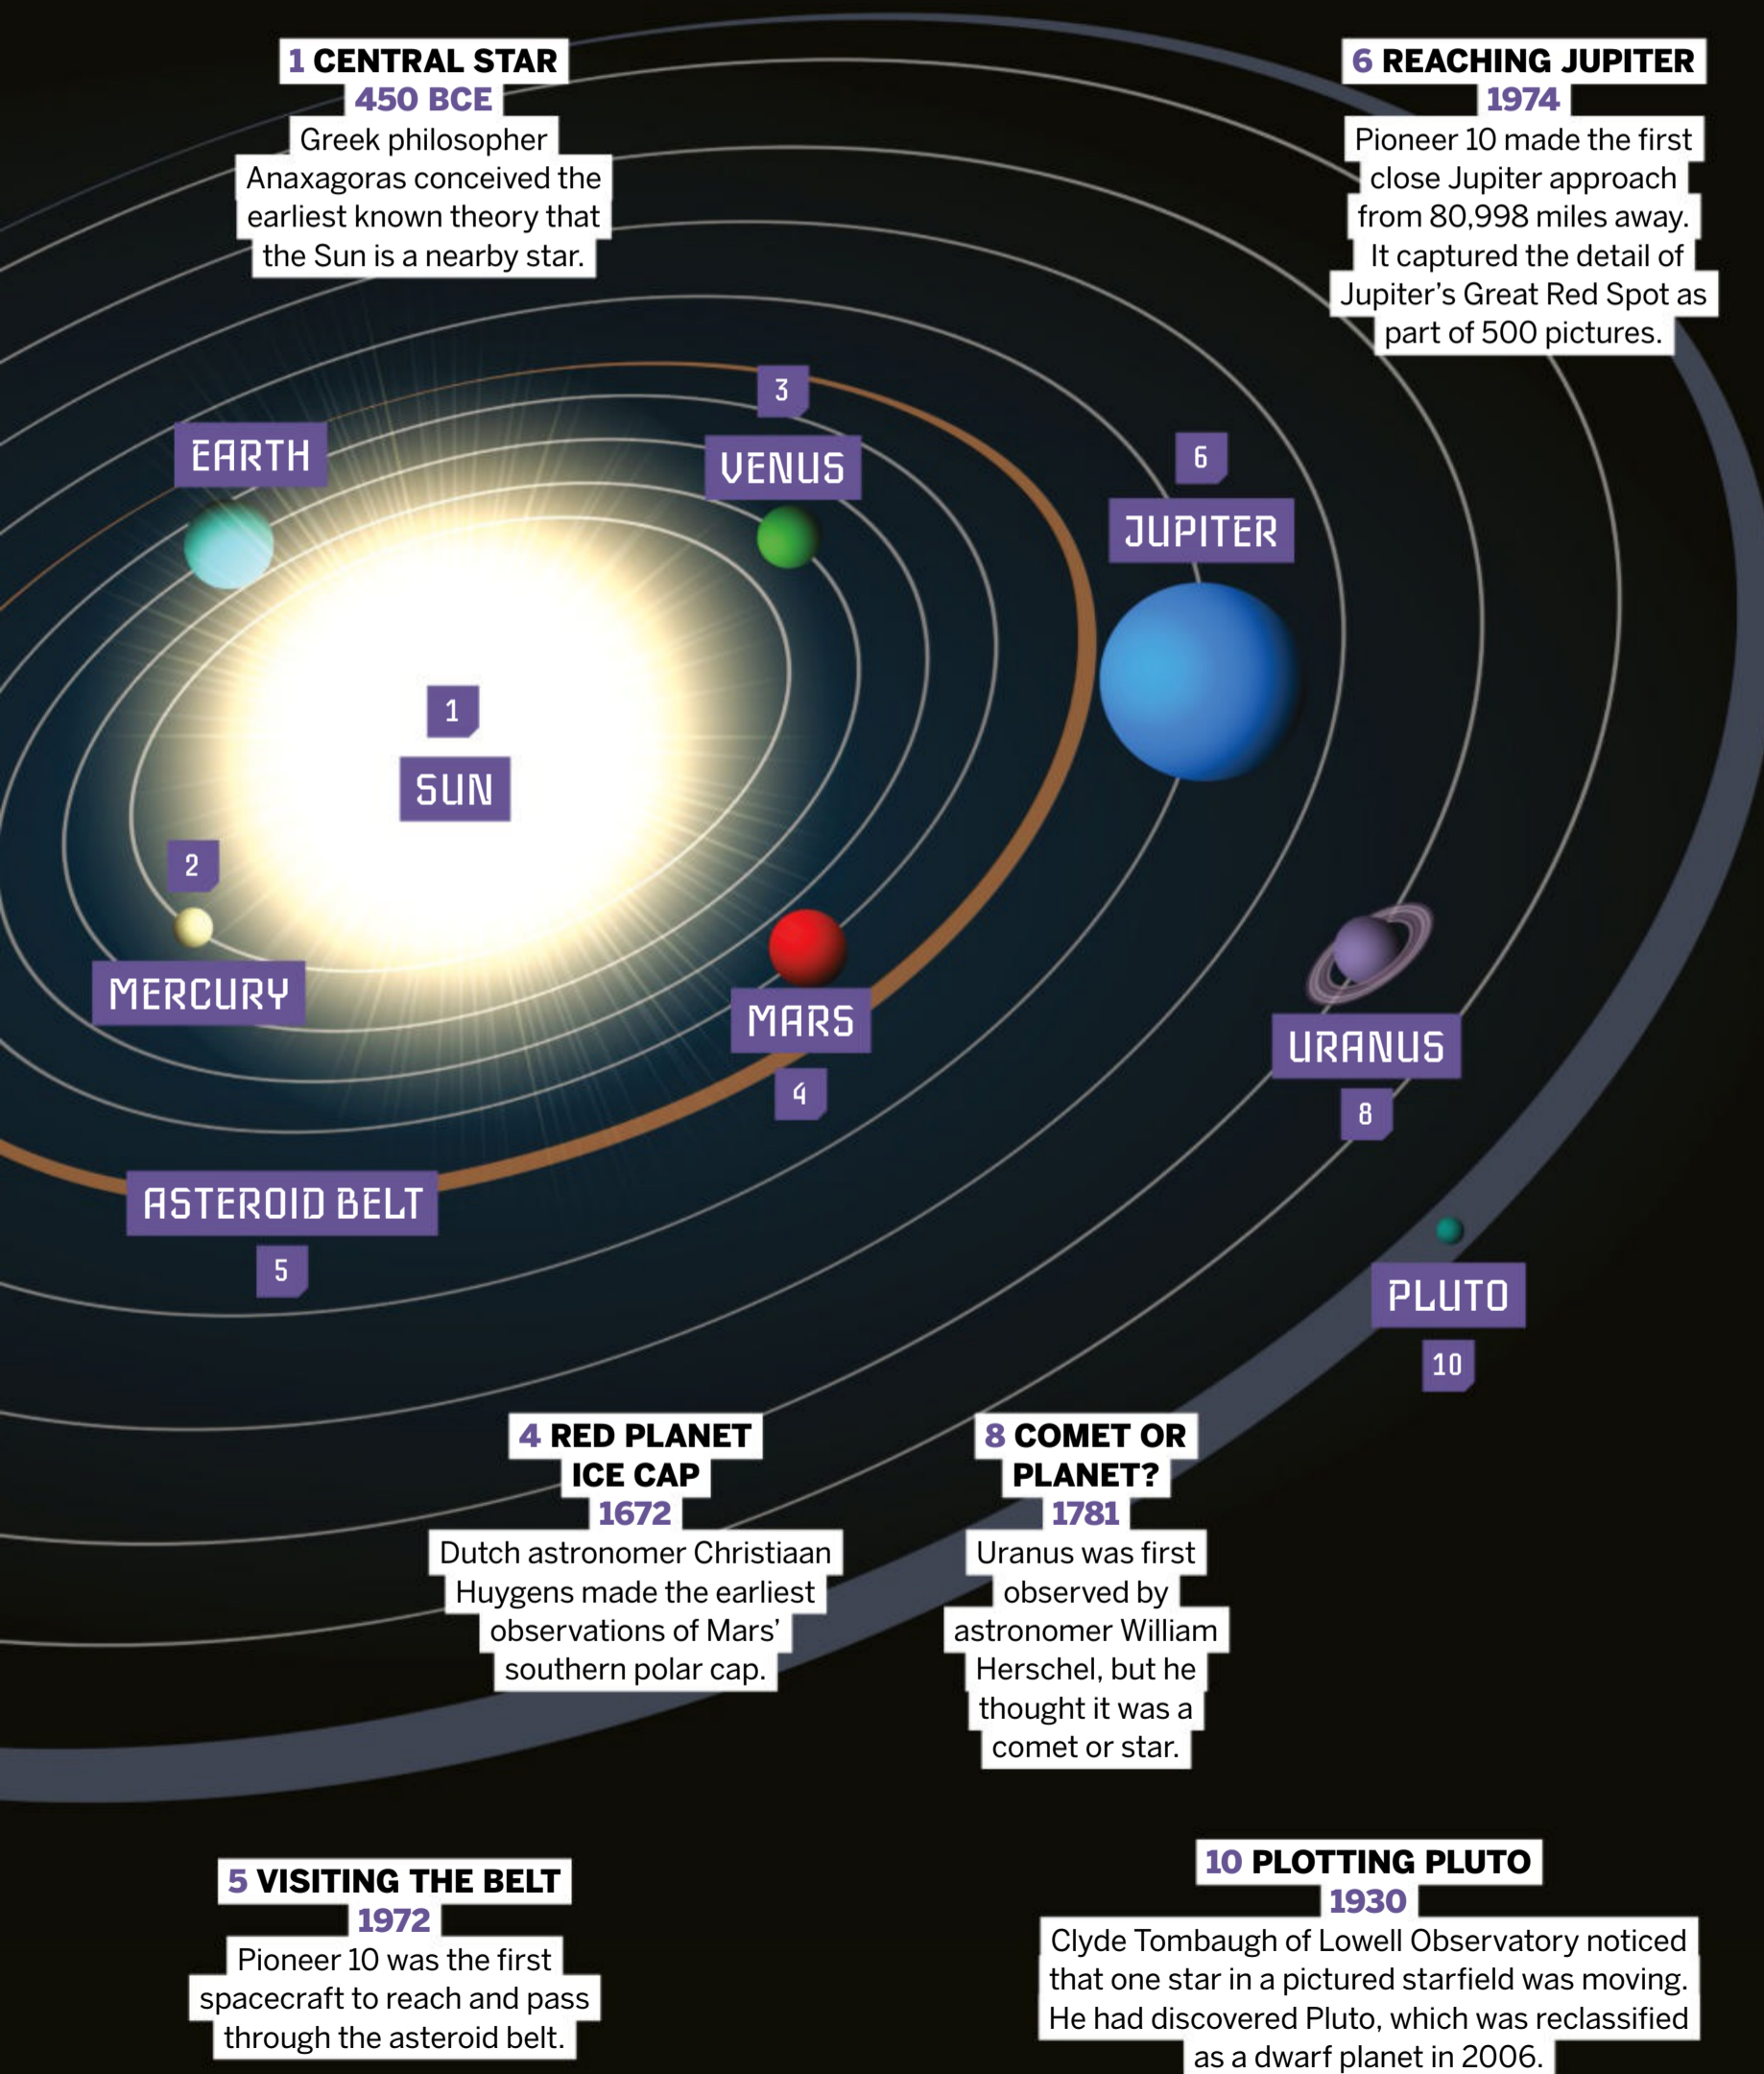 1 CENTRAL STAR
450 BCE
Greek philosopher
Anaxagoras conceived the
earliest known theory that
the Sun is a nearby star.
6 REACHING JUPITER
1974
Pioneer 10 made the first
close Jupiter approach
from 80,998 miles away.
It captured the detail of
Jupiter’s Great Red Spot as
part of 500 pictures.
EARTH
3
VENUS
6
JUPITER
1
SUN
2
MERCURY
MARS
4
URANUS
8
ASTEROID BELT
5
PLUTO
10
4 RED PLANET
ICE CAP
1672
Dutch astronomer Christiaan
Huygens made the earliest
observations of Mars’
southern polar cap.
8 COMET OR
PLANET?
1781
Uranus was first
observed by
astronomer William
Herschel, but he
thought it was a
comet or star.
5 VISITING THE BELT
1972
Pioneer 10 was the first
spacecraft to reach and pass
through the asteroid belt.
10 PLOTTING PLUTO
1930
Clyde Tombaugh of Lowell Observatory noticed
that one star in a pictured starfield was moving.
He had discovered Pluto, which was reclassified
as a dwarf planet in 2006.